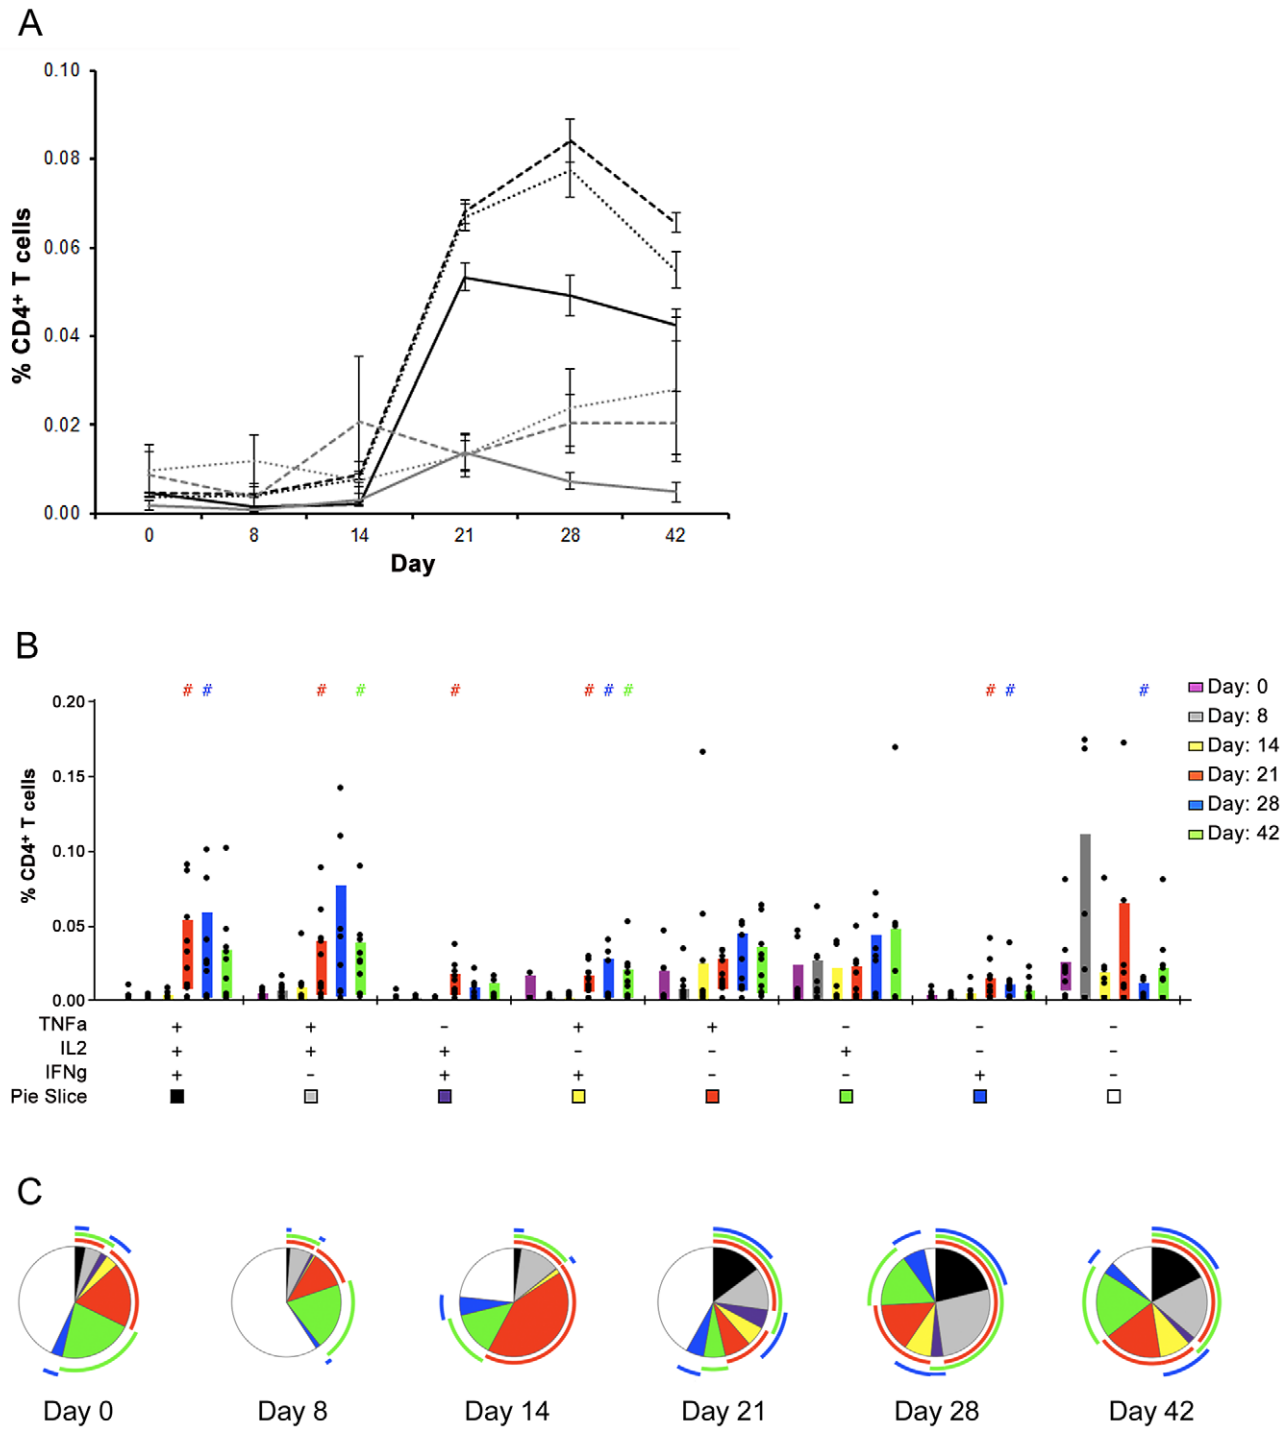 A
0.10
0.08
0.06
0.04
0.02
0.00
% CD4⁺ T cells
0 8 14 21 28 42
Day
B
# # # # # # # # # # #
0.20
0.15
0.10
0.05
0.00
% CD4⁺ T cells
Day: 0
Day: 8
Day: 14
Day: 21
Day: 28
Day: 42
TNFa + + - + + - - -
IL2 + + + - - + - -
IFNg + - + + - - + -
Pie Slice
C
Day 0 Day 8 Day 14 Day 21 Day 28 Day 42